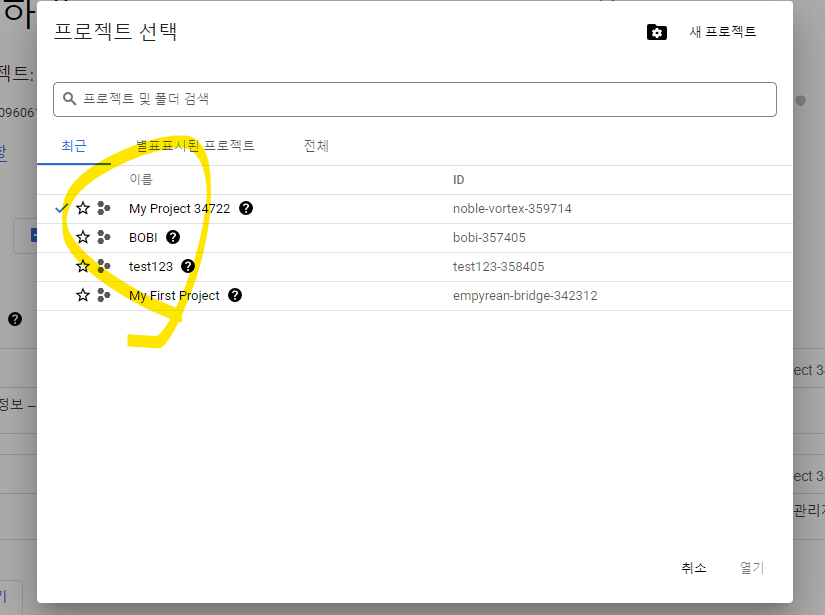 하
프로젝트 선택
새 프로젝트
젝트:
프로젝트 및 폴더 검색
09606
최근 별표표시된 프로젝트 전체
이름 ID
My Project 34722 noble-vortex-359714
BOBI bobi-357405
test123 test123-358405
My First Project empyrean-bridge-342312
ect 3
정보 –
ect 3
관리
취소 열기
기